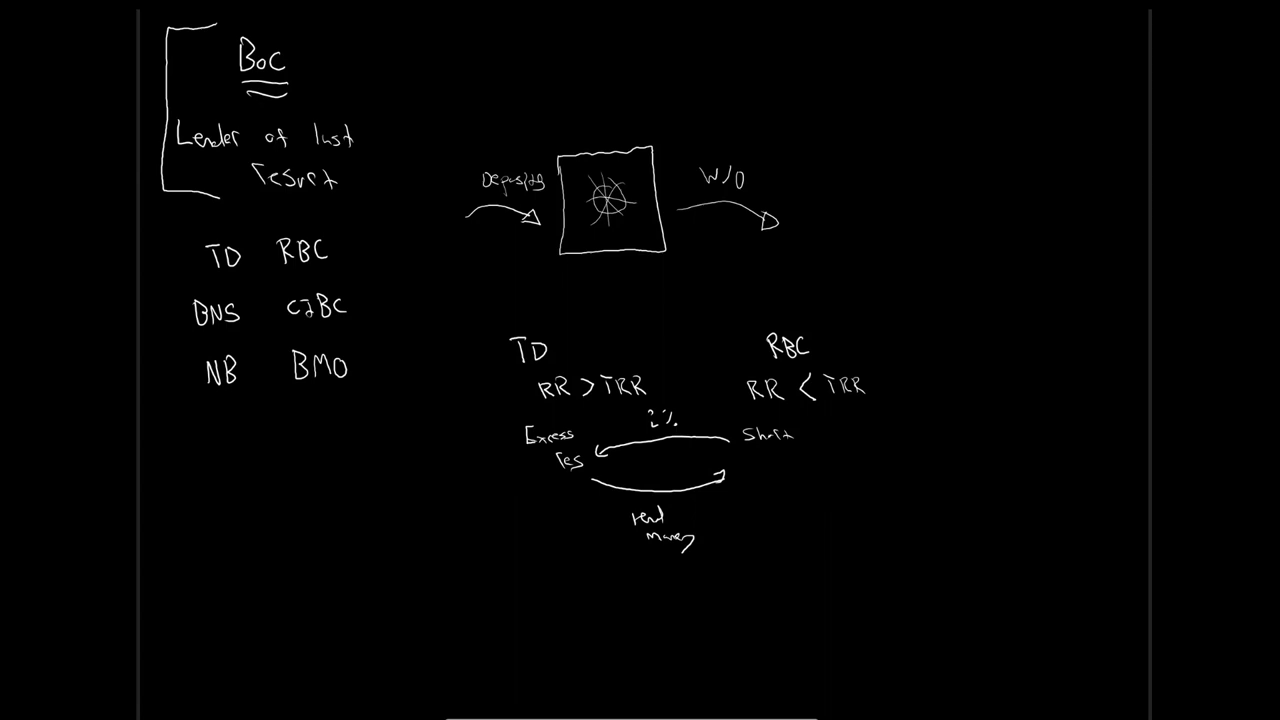 BoC
Lender of last
resort
TD RBC
BNS CIBC
NB BMO
Deposits
W/D
TD
RR > TRR
Excess
res
RBC
RR < TRR
Short
2%
money